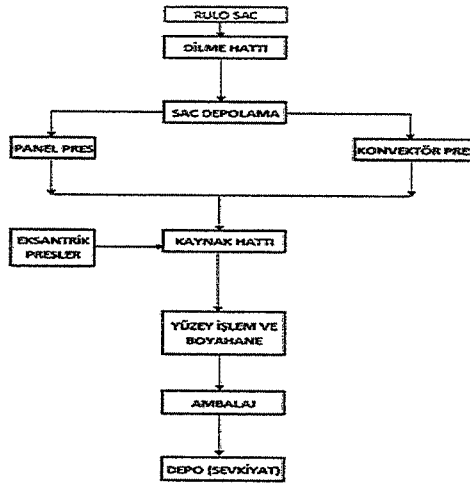 RULO SAC
DİLME HATTI
SAC DEPOLAMA
PANEL PRES
KONVEKTÖR PRES
EKSANTRİK
PRESLER
KAYNAK HATTI
YÜZEY İŞLEM VE
BOYAHANE
AMBALAJ
DEPO (SEVKİYAT)